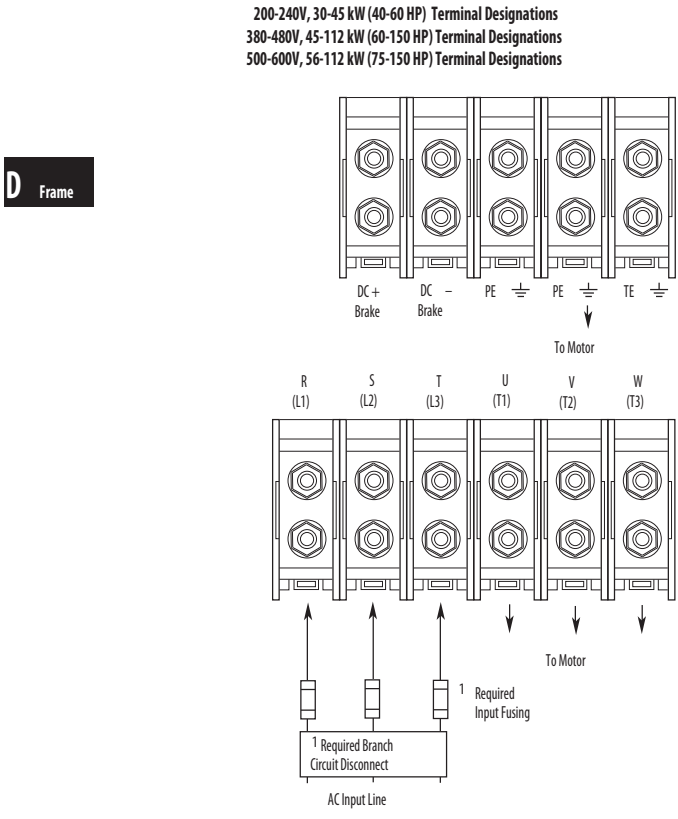 200-240V, 30-45 kW (40-60 HP) Terminal Designations
380-480V, 45-112 kW (60-150 HP) Terminal Designations
500-600V, 56-112 kW (75-150 HP) Terminal Designations
D Frame
DC + DC – PE PE TE
Brake Brake
To Motor
R S T U V W
(L1) (L2) (L3) (T1) (T2) (T3)
To Motor
1 Required
Input Fusing
1 Required Branch
Circuit Disconnect
AC Input Line